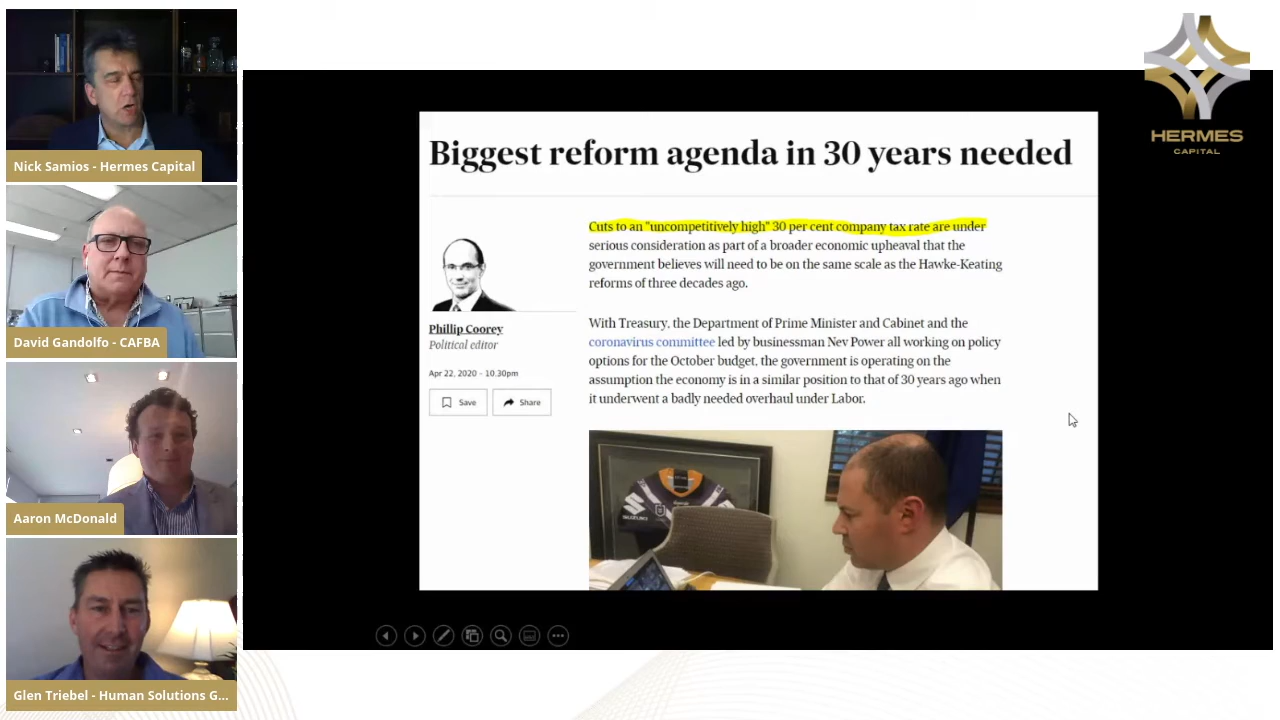 Nick Samios - Hermes Capital
David Gandolfo - CAFBA
Aaron McDonald
Glen Triebel - Human Solutions G...
HERMES
CAPITAL
Biggest reform agenda in 30 years needed
Phillip Coorey
Political editor
Apr 22, 2020 – 10.30pm
Save
Share
Cuts to an "uncompetitively high" 30 per cent company tax rate are under
serious consideration as part of a broader economic upheaval that the
government believes will need to be on the same scale as the Hawke-Keating
reforms of three decades ago.
With Treasury, the Department of Prime Minister and Cabinet and the
coronavirus committee led by businessman Nev Power all working on policy
options for the October budget, the government is operating on the
assumption the economy is in a similar position to that of 30 years ago when
it underwent a badly needed overhaul under Labor.
SUZUKI